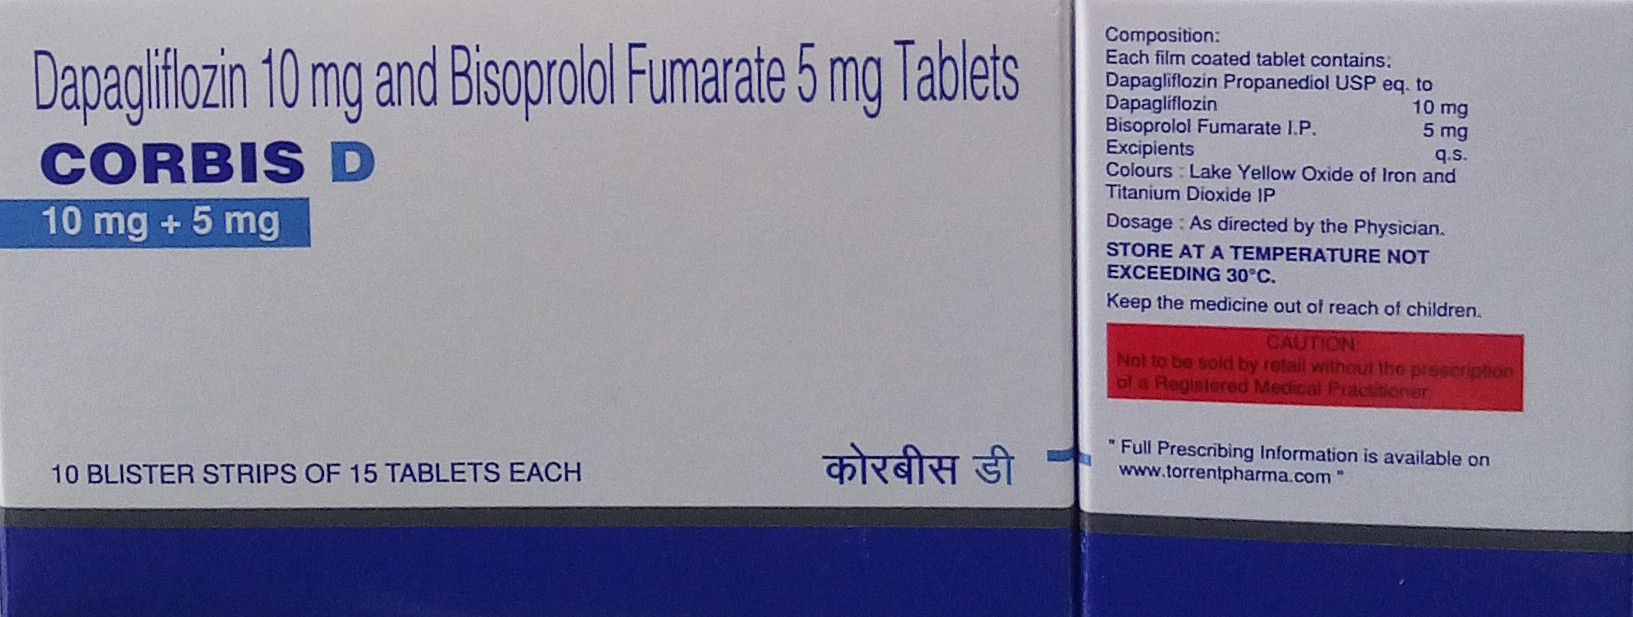 Dapagliflozin 10 mg and Bisoprolol Fumarate 5 mg Tablets
CORBIS D
10 mg + 5 mg
10 BLISTER STRIPS OF 15 TABLETS EACH
कोरबीस डी
Composition:
Each film coated tablet contains:
Dapagliflozin Propanediol USP eq. to
Dapagliflozin 10 mg
Bisoprolol Fumarate I.P. 5 mg
Excipients q.s.
Colours : Lake Yellow Oxide of Iron and
Titanium Dioxide IP
Dosage : As directed by the Physician.
STORE AT A TEMPERATURE NOT
EXCEEDING 30°C.
Keep the medicine out of reach of children.
CAUTION
Not to be sold by retail without the prescription
of a Registered Medical Practitioner
" Full Prescribing Information is available on
www.torrentpharma.com "